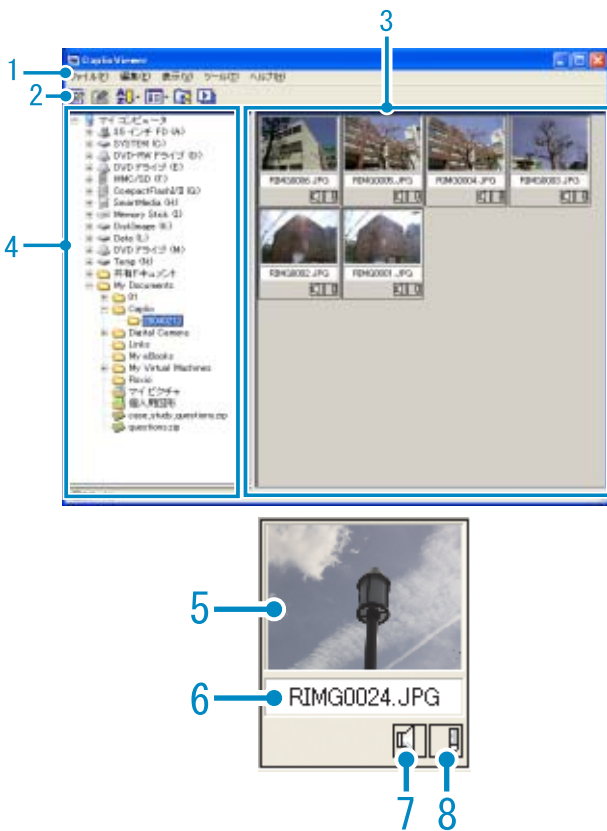 3
Caplio Viewer
1
ファイル(F) 編集(E) 表示(V) ツール(T) ヘルプ(H)
2
マイ コンピュータ
3.5 インチ FD (A:)
SYSTEM (C:)
DVD-RW ドライブ (D:)
DVD ドライブ (E:)
MMC/SD (F:)
CompactFlash I/II (G:)
SmartMedia (H:)
Memory Stick (I:)
DiskImage (K:)
Data (L:)
DVD ドライブ (M:)
Temp (N:)
共有ドキュメント
My Documents
01
Caplio
Digital Camera
Links
My eBooks
My Virtual Machines
Roxio
マイ ピクチャ
個人用図形
case_study_questions.zip
questions.zip
4
RIMG0006.JPG
RIMG0005.JPG
RIMG0004.JPG
RIMG0003.JPG
RIMG0002.JPG
RIMG0001.JPG
5
6
RIMG0024.JPG
7
8